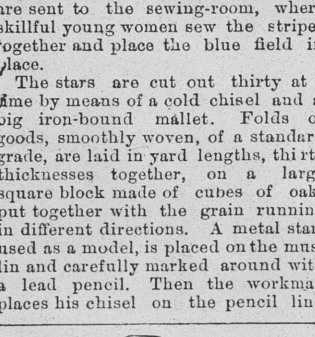 are sent to the sewing-room, wher
skillful young women sew the stripe
together and place the blue field i
place.
The stars are cut out thirty at
time by means of a cold chisel and a
big iron-bound mallet. Folds o
goods, smoothly woven, of a standar
grade, are laid in yard lengths, thirt
thicknesses together, on a larg
square block made of cubes of oak
put together with the grain runnin
in different directions. A metal star
used as a model, is placed on the mus
lin and carefully marked around wit
a lead pencil. Then the workma
places his chisel on the pencil lin